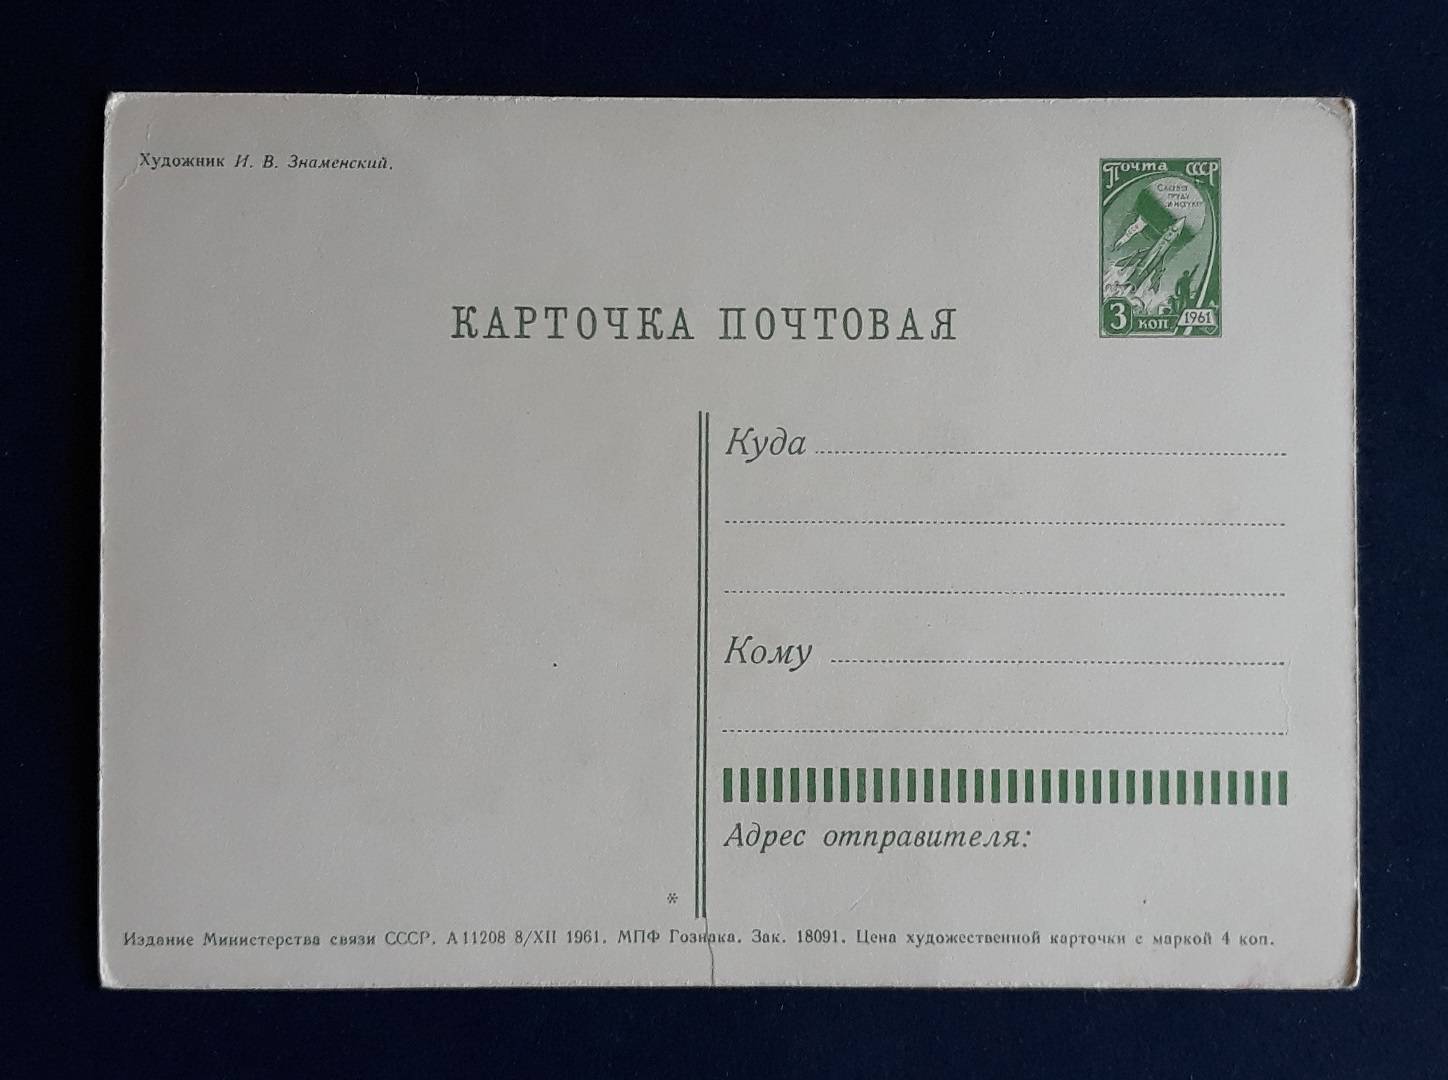 Художник И. В. Знаменский.
Почта СССР
СЛАВА
ТРУДУ
И НАУКЕ
3 КОП 1961
КАРТОЧКА ПОЧТОВАЯ
Куда
Кому
Адрес отправителя:
*
Издание Министерства связи СССР. А 11208 8/XII 1961. МПФ Гознака. Зак. 18091. Цена художественной карточки с маркой 4 коп.